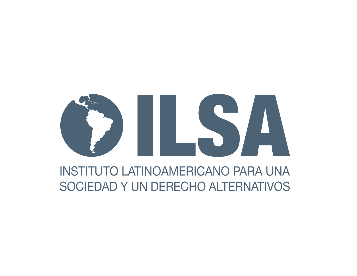 ILSA
INSTITUTO LATINOAMERICANO PARA UNA
SOCIEDAD Y UN DERECHO ALTERNATIVOS